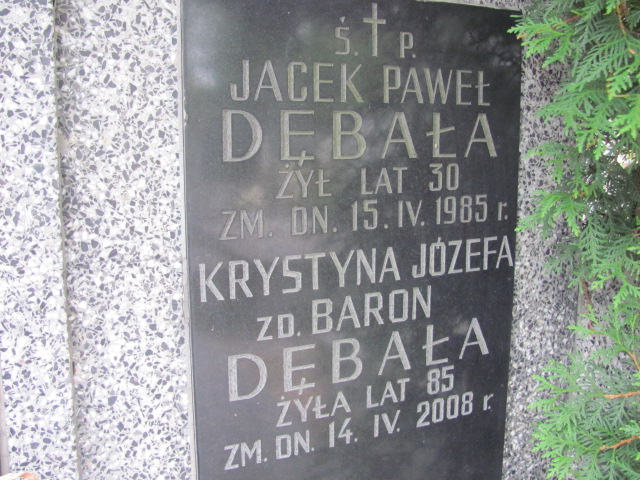 Ś. P.
JACEK PAWEŁ
DĘBAŁA
ŻYŁ LAT 30
ZM. DN. 15. IV. 1985 r.
KRYSTYNA JÓZEFA
ZD. BARON
DĘBAŁA
ŻYŁA LAT 85
ZM. DN. 14. IV. 2008 r.